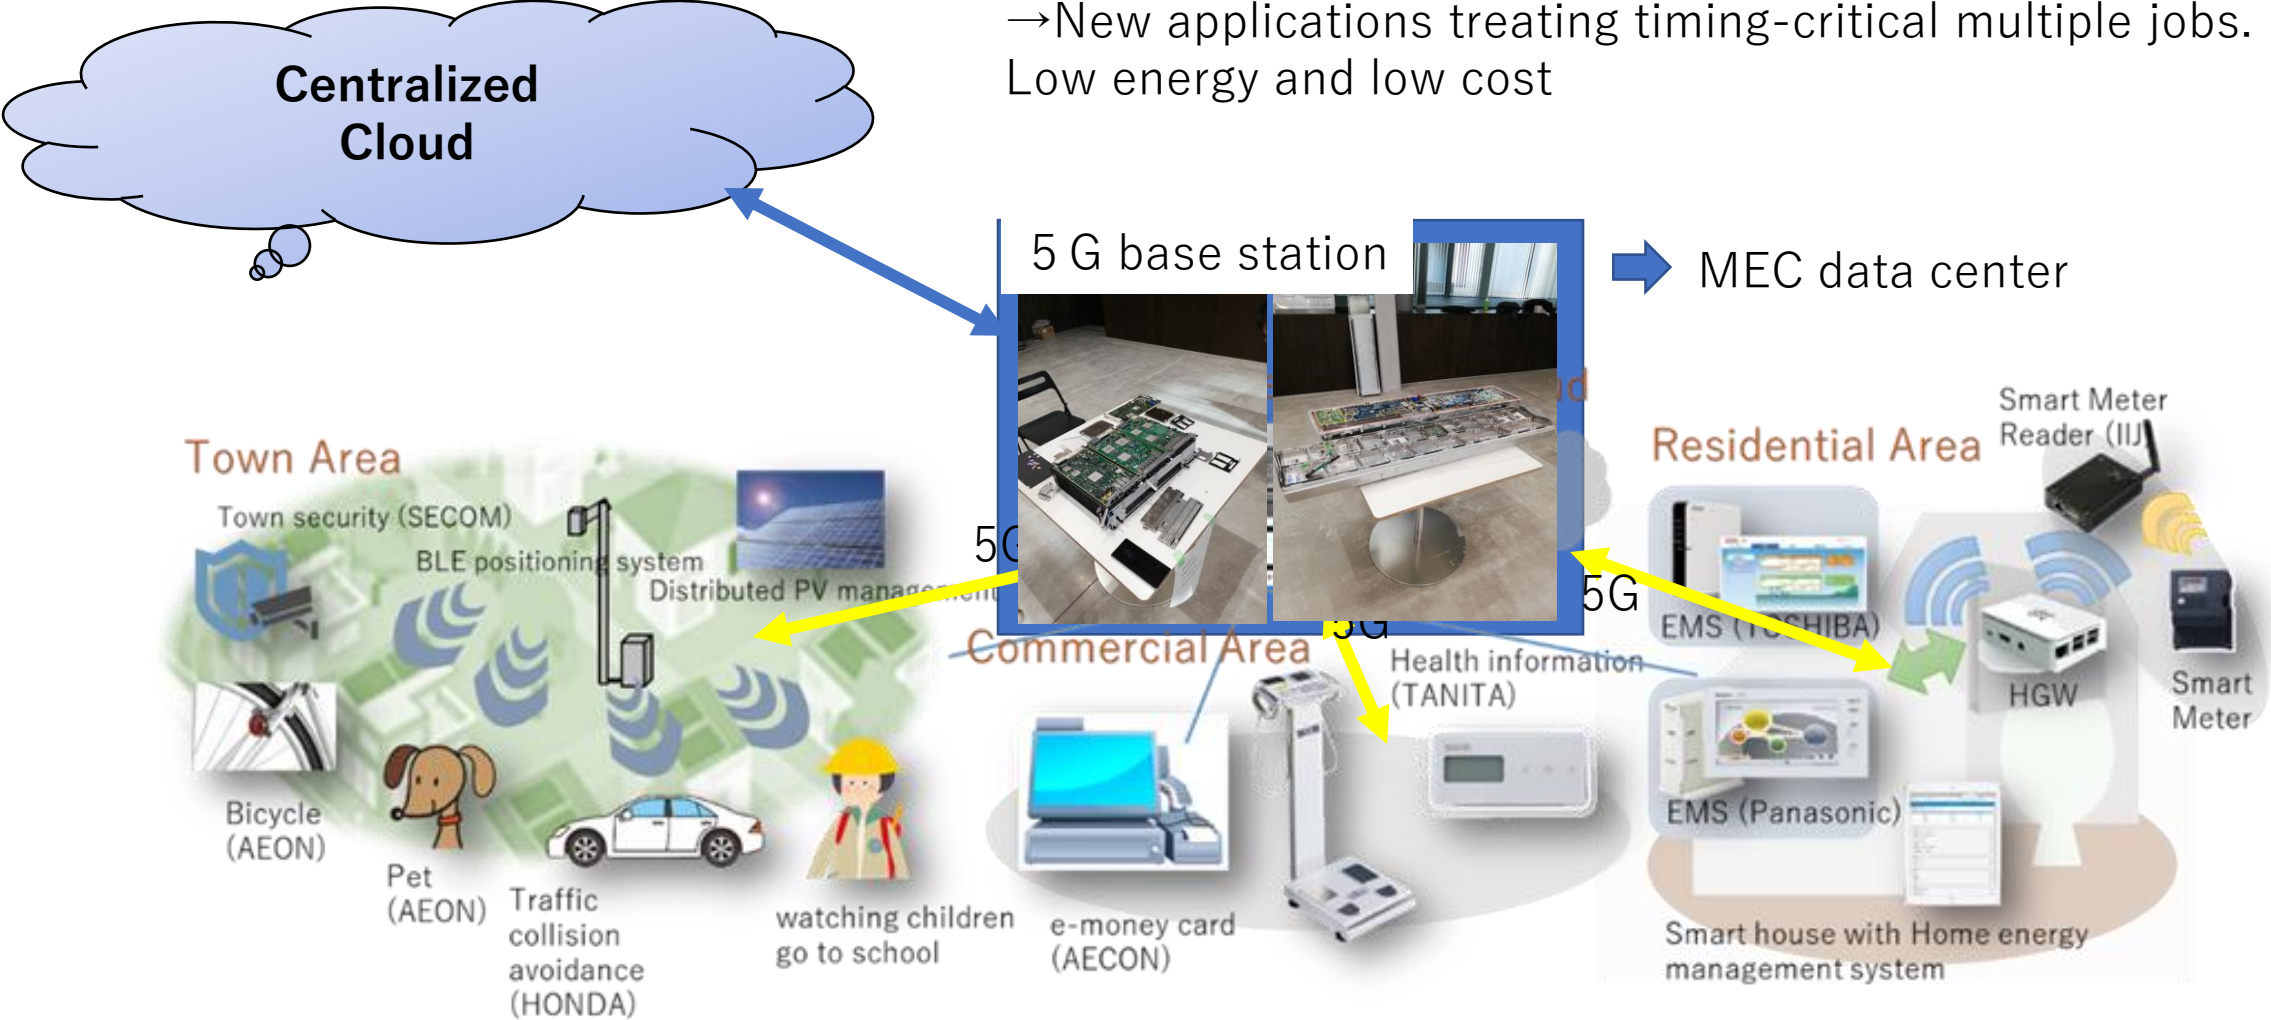 →New applications treating timing-critical multiple jobs.
Low energy and low cost
Centralized
Cloud
5 G base station
MEC data center
Town Area
Town security (SECOM)
BLE positioning system
Distributed PV management
5G
5G
5G
Residential Area
Smart Meter
Reader (IIJ)
EMS (TOSHIBA)
Commercial Area
Health information
(TANITA)
HGW
Smart
Meter
EMS (Panasonic)
Bicycle
(AEON)
Pet
(AEON)
Traffic
collision
avoidance
(HONDA)
watching children
go to school
e-money card
(AECON)
Smart house with Home energy
management system